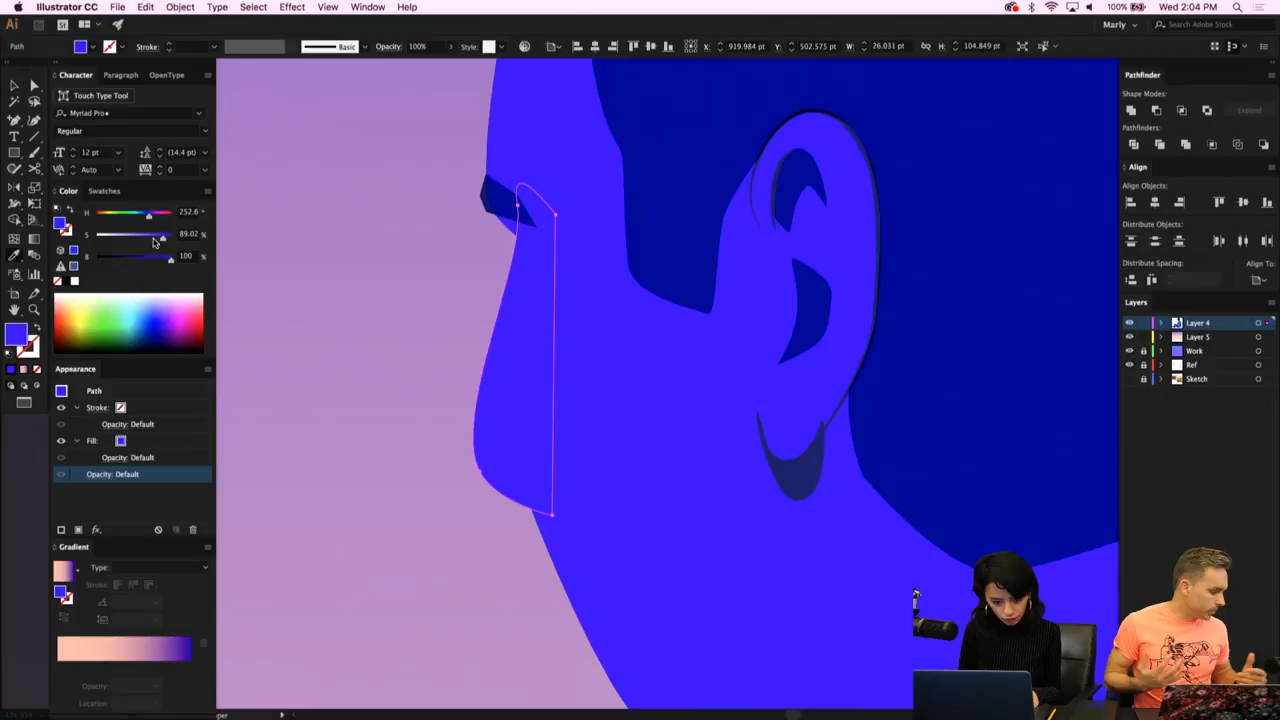 Illustrator CC File Edit Object Type Select Effect View Window Help 100% Wed 2:04 PM
Ai Br St Marly Search Adobe Stock
Path Stroke: Basic Opacity: 100% Style: X: 919.984 pt Y: 502.575 pt W: 26.031 pt H: 104.849 pt
Character Paragraph OpenType
Touch Type Tool
Myriad Pro
Regular
12 pt (14.4 pt)
Auto 0
Color Swatches
H 252.6 °
S 89.02 %
B 100 %
Appearance
Path
Stroke:
Opacity: Default
Fill:
Opacity: Default
Opacity: Default
fx
Gradient
Type:
Stroke:
Opacity:
Location:
Pathfinder
Shape Modes:
Expand
Pathfinders:
Align
Align Objects:
Distribute Objects:
Distribute Spacing: Align To:
Layers
Layer 4
Layer 5
Work
Ref
Sketch